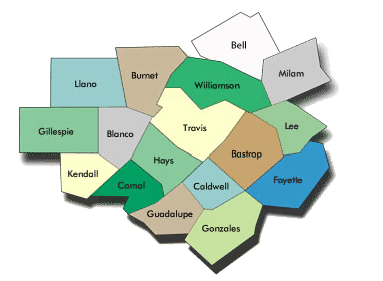 Bell
Burnet
Milam
Llano
Williamson
Gillespie
Blanco
Travis
Lee
Hays
Bastrop
Kendall
Comal
Caldwell
Fayette
Guadalupe
Gonzales